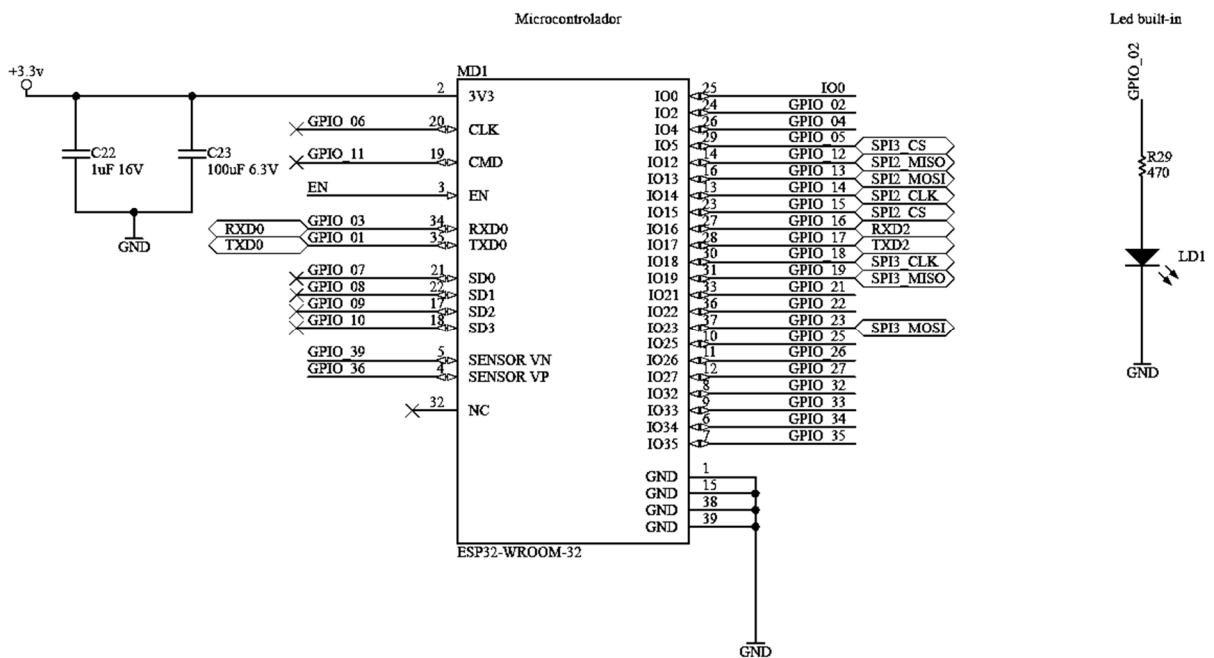 Microcontrolador
Led built-in
+3.3v
MD1
2 3V3
GPIO_06 20 CLK
GPIO_11 19 CMD
EN 3 EN
RXD0 GPIO_03 34 RXD0
TXD0 GPIO_01 35 TXD0
GPIO_07 21 SD0
GPIO_08 22 SD1
GPIO_09 17 SD2
GPIO_10 18 SD3
GPIO_39 5 SENSOR VN
GPIO_36 4 SENSOR VP
32 NC
C22
1uF 16V
C23
100uF 6.3V
GND
IO0 25 IO0
IO2 24 GPIO_02
IO4 26 GPIO_04
IO5 29 GPIO_05 SPI3_CS
IO12 14 GPIO_12 SPI2_MISO
IO13 16 GPIO_13 SPI2_MOSI
IO14 13 GPIO_14 SPI2_CLK
IO15 23 GPIO_15 SPI2_CS
IO16 27 GPIO_16 RXD2
IO17 28 GPIO_17 TXD2
IO18 30 GPIO_18 SPI3_CLK
IO19 31 GPIO_19 SPI3_MISO
IO21 33 GPIO_21
IO22 36 GPIO_22
IO23 37 GPIO_23 SPI3_MOSI
IO25 10 GPIO_25
IO26 11 GPIO_26
IO27 12 GPIO_27
IO32 8 GPIO_32
IO33 9 GPIO_33
IO34 6 GPIO_34
IO35 7 GPIO_35
GND 1
GND 15
GND 38
GND 39
ESP32-WROOM-32
GND
GPIO_02
R29
470
LD1
GND